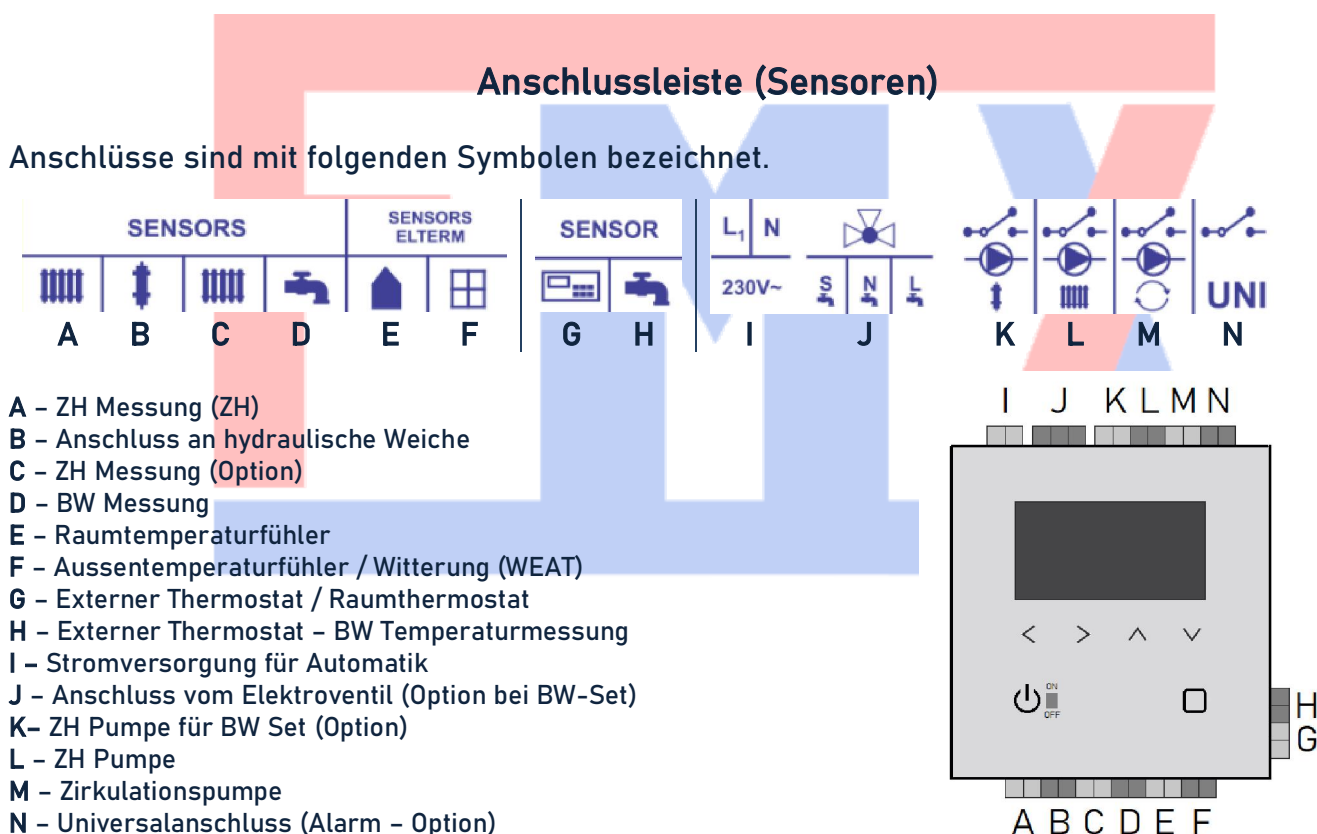 Anschlussleiste (Sensoren)
Anschlüsse sind mit folgenden Symbolen bezeichnet.
SENSORS
SENSORS
ELTERM
SENSOR
L1 N
230V~
S N L
UNI
A B C D E F G H I J K L M N
A – ZH Messung (ZH)
B – Anschluss an hydraulische Weiche
C – ZH Messung (Option)
D – BW Messung
E – Raumtemperaturfühler
F – Aussentemperaturfühler / Witterung (WEAT)
G – Externer Thermostat / Raumthermostat
H – Externer Thermostat – BW Temperaturmessung
I – Stromversorgung für Automatik
J – Anschluss vom Elektroventil (Option bei BW-Set)
K– ZH Pumpe für BW Set (Option)
L – ZH Pumpe
M – Zirkulationspumpe
N – Universalanschluss (Alarm – Option)
I J K L M N
ON
OFF
H
G
A B C D E F